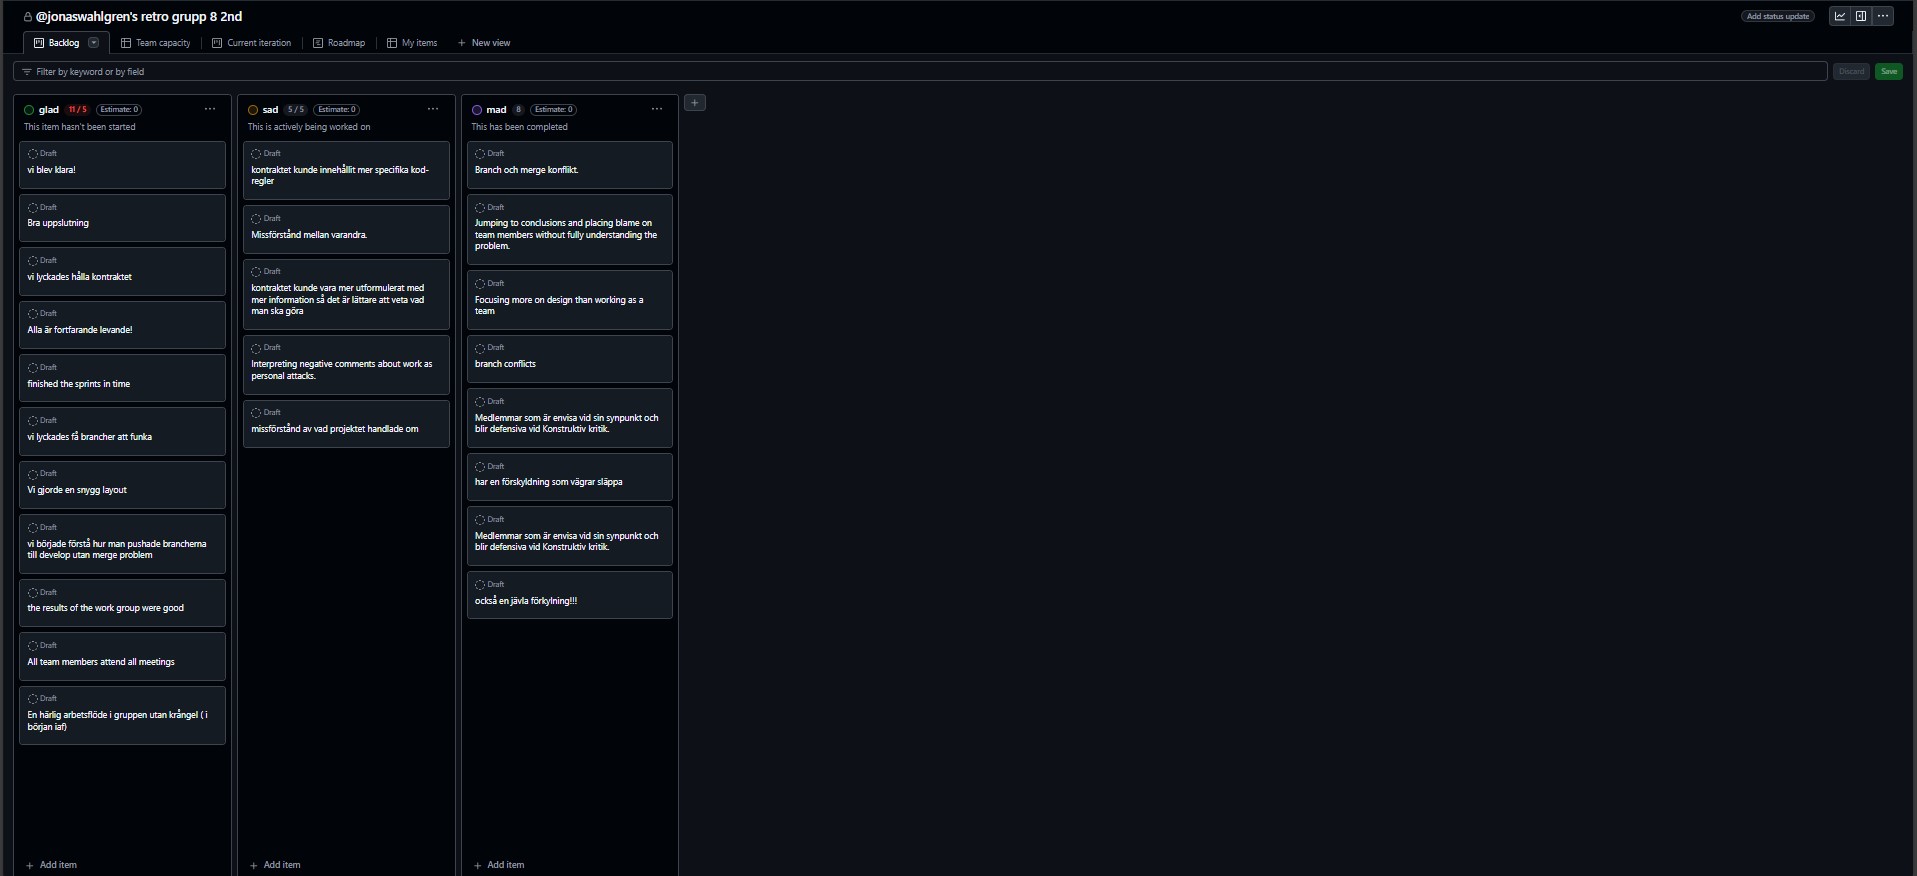 @jonaswahlgren's retro grupp 8 2nd
Add status update
Backlog
Team capacity
Current iteration
Roadmap
My items
New view
Filter by keyword or by field
Discard
Save
glad 11 / 5 Estimate: 0
This item hasn't been started
Draft
vi blev klara!
Draft
Bra uppslutning
Draft
vi lyckades hålla kontraktet
Draft
Alla är fortfarande levande!
Draft
finished the sprints in time
Draft
vi lyckades få brancher att funka
Draft
Vi gjorde en snygg layout
Draft
vi började förstå hur man pushade brancherna
till develop utan merge problem
Draft
the results of the work group were good
Draft
All team members attend all meetings
Draft
En härlig arbetsflöde i gruppen utan krångel ( i
början iaf)
Add item
sad 5 / 5 Estimate: 0
This is actively being worked on
Draft
kontraktet kunde innehållit mer specifika kod-
regler
Draft
Missförstånd mellan varandra.
Draft
kontraktet kunde vara mer utformulerat med
mer information så det är lättare att veta vad
man ska göra
Draft
Interpreting negative comments about work as
personal attacks.
Draft
missförstånd av vad projektet handlade om
Add item
mad 8 Estimate: 0
This has been completed
Draft
Branch och merge konflikt.
Draft
Jumping to conclusions and placing blame on
team members without fully understanding the
problem.
Draft
Focusing more on design than working as a
team
Draft
branch conflicts
Draft
Medlemmar som är envisa vid sin synpunkt och
blir defensiva vid Konstruktiv kritik.
Draft
har en förskyldning som vägrar släppa
Draft
Medlemmar som är envisa vid sin synpunkt och
blir defensiva vid Konstruktiv kritik.
Draft
också en jävla förkylning!!!
Add item